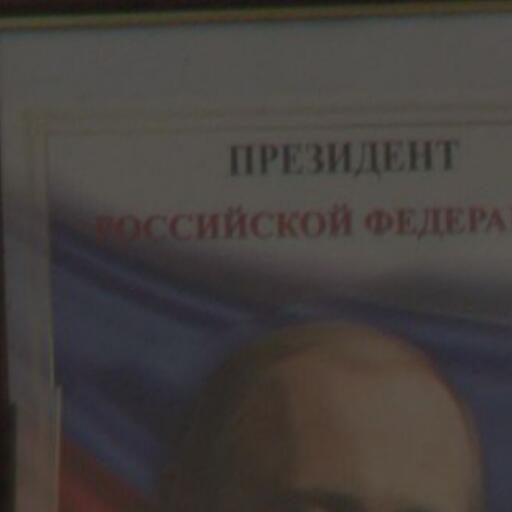 ПРЕЗИДЕНТ
РОССИЙСКОЙ ФЕДЕРА